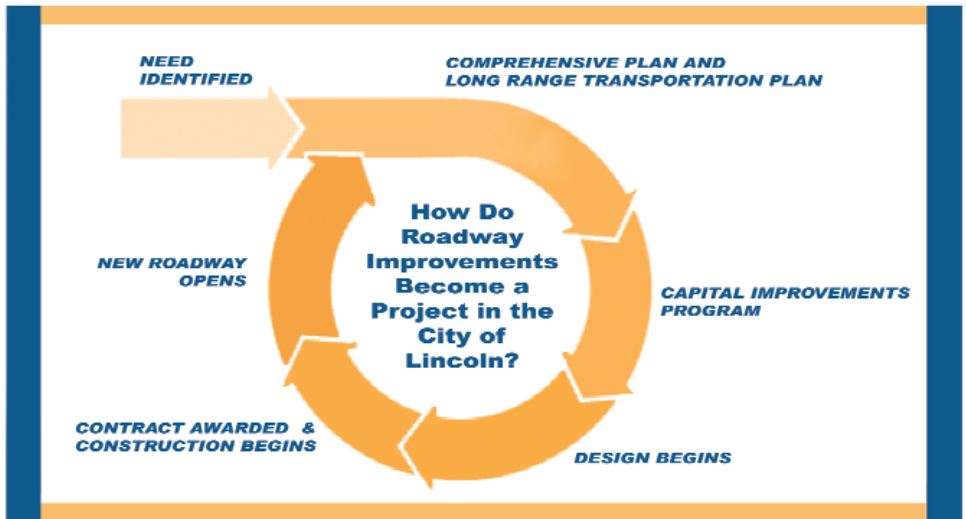 NEED
IDENTIFIED
COMPREHENSIVE PLAN AND
LONG RANGE TRANSPORTATION PLAN
How Do
Roadway
Improvements
Become a
Project in the
City of
Lincoln?
CAPITAL IMPROVEMENTS
PROGRAM
DESIGN BEGINS
CONTRACT AWARDED &
CONSTRUCTION BEGINS
NEW ROADWAY
OPENS